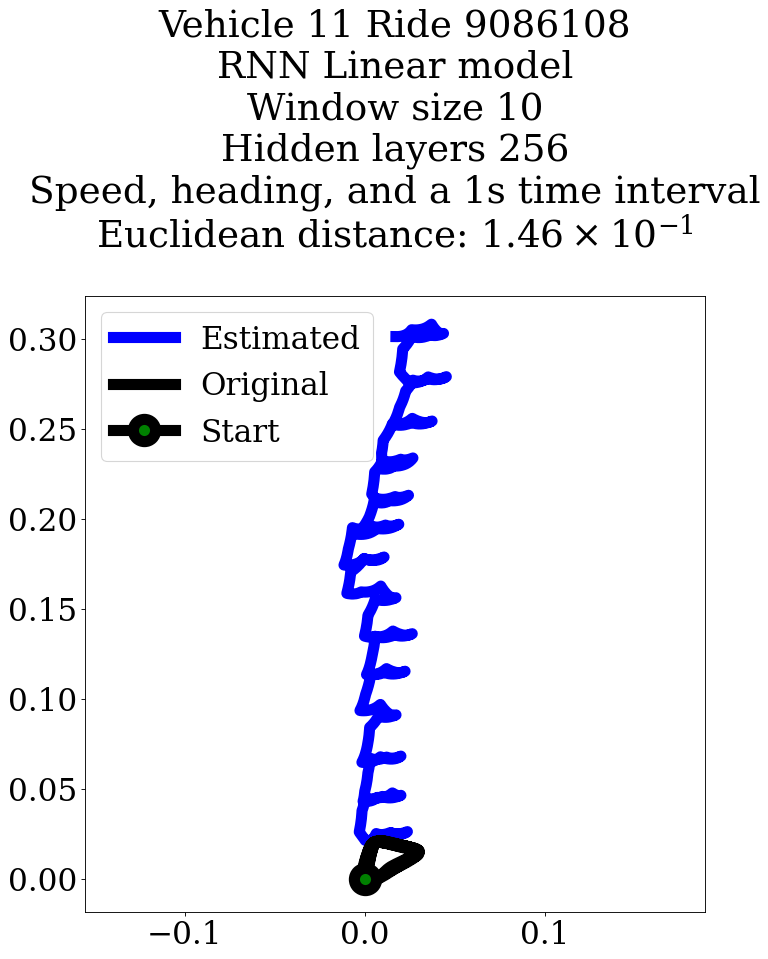 Vehicle 11 Ride 9086108
RNN Linear model
Window size 10
Hidden layers 256
Speed, heading, and a 1s time interval
Euclidean distance: 1.46 × 10⁻¹
Estimated
Original
Start
0.30
0.25
0.20
0.15
0.10
0.05
0.00
−0.1
0.0
0.1